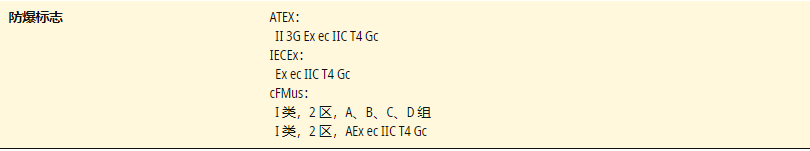 防爆标志
ATEX:
II 3G Ex ec IIC T4 Gc
IECEx:
Ex ec IIC T4 Gc
cFMus:
I 类，2 区，A、B、C、D 组
I 类，2 区，AEx ec IIC T4 Gc